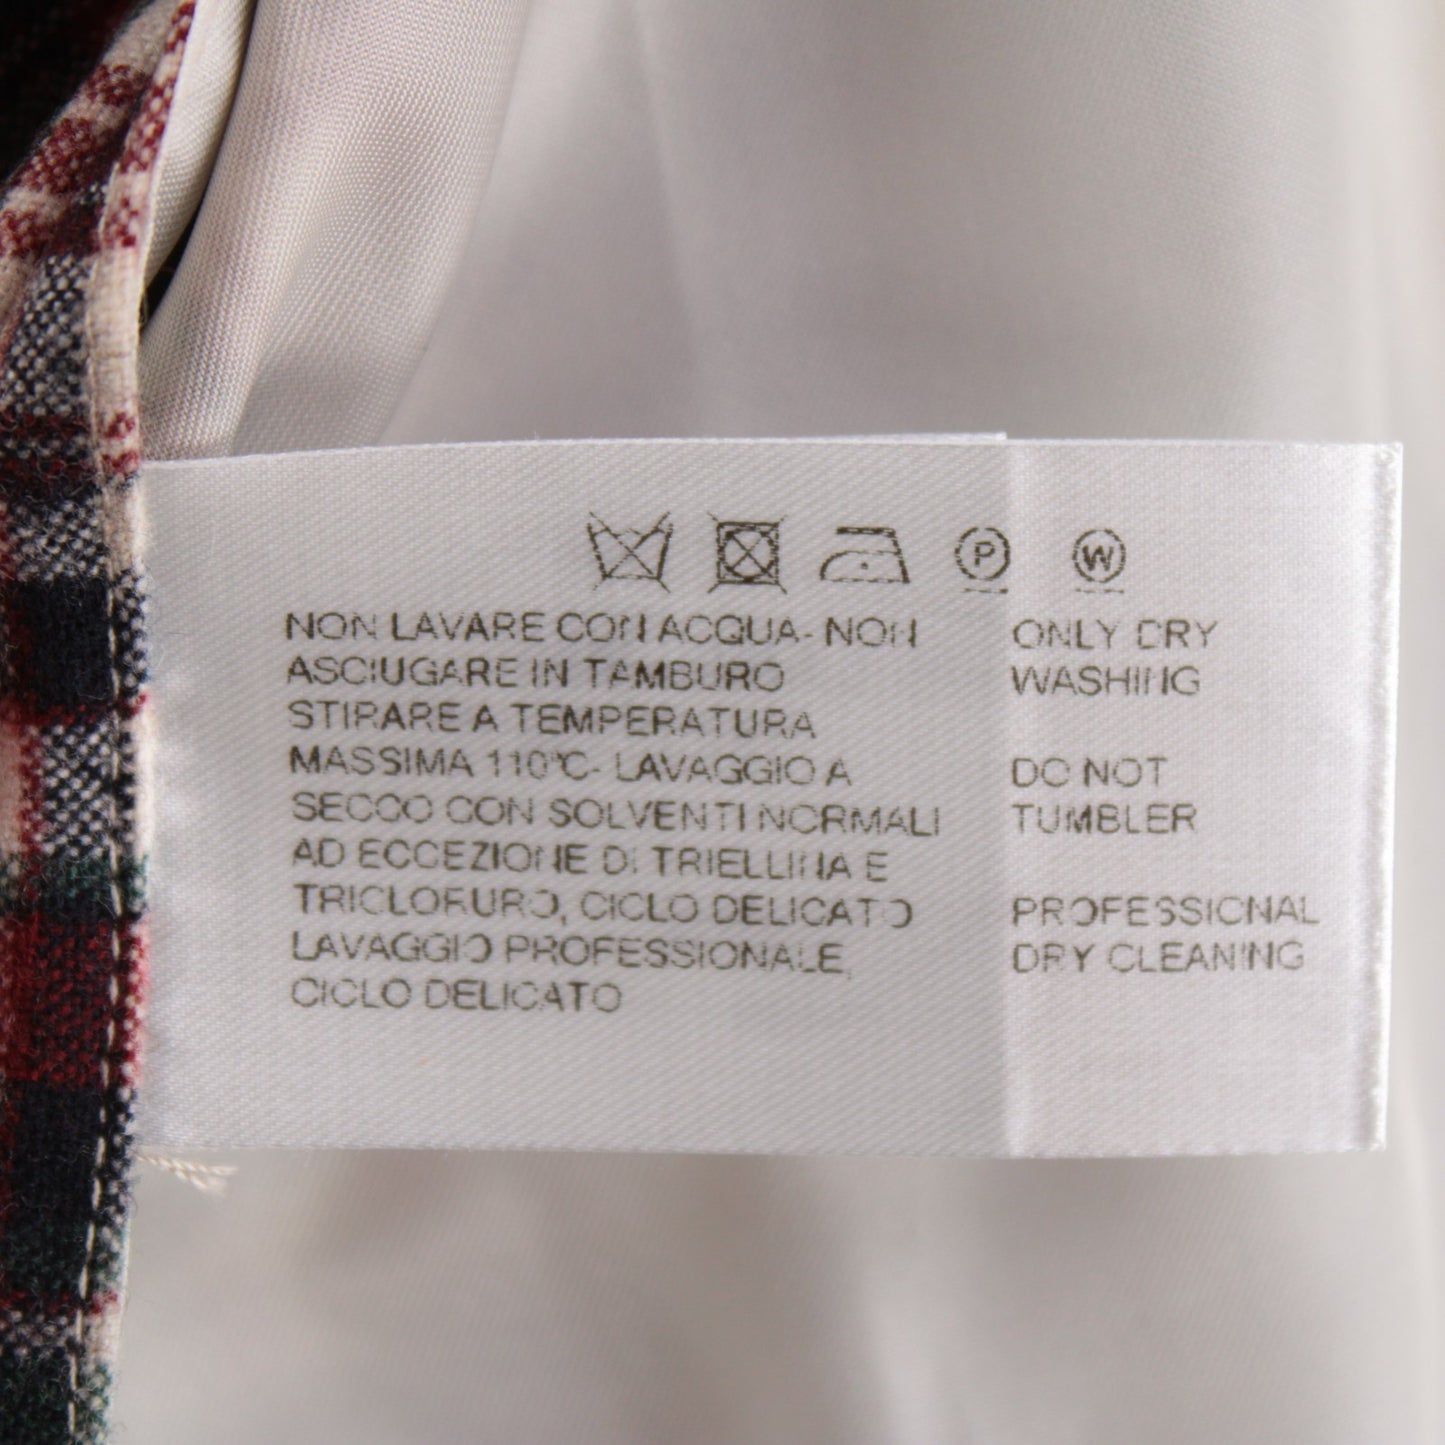 P W
NON LAVARE CON ACQUA- NON
ASCIUGARE IN TAMBURO
STIRARE A TEMPERATURA
MASSIMA 110°C- LAVAGGIO A
SECCO CON SOLVENTI NORMALI
AD ECCEZIONE DI TRIELLINA E
TRICLOFURO, CICLO DELICATO
LAVAGGIO PROFESSIONALE,
CICLO DELICATO
ONLY DRY
WASHING
DO NOT
TUMBLER
PROFESSIONAL
DRY CLEANING